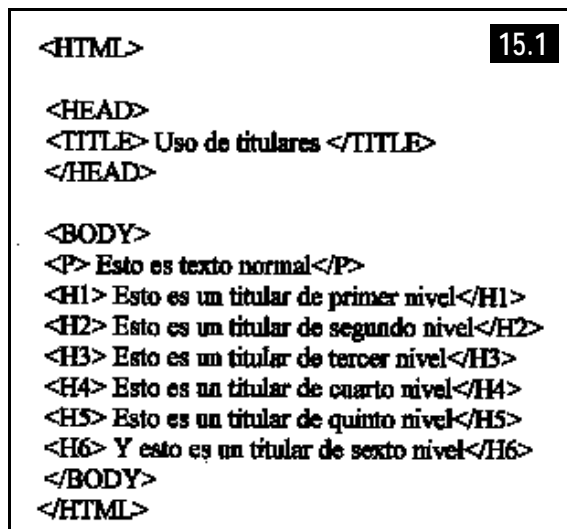 <HTML>
15.1
<HEAD>
<TITLE> Uso de titulares </TITLE>
</HEAD>
<BODY>
<P> Esto es texto normal</P>
<H1> Esto es un titular de primer nivel</H1>
<H2> Esto es un titular de segundo nivel</H2>
<H3> Esto es un titular de tercer nivel</H3>
<H4> Esto es un titular de cuarto nivel</H4>
<H5> Esto es un titular de quinto nivel</H5>
<H6> Y esto es un titular de sexto nivel</H6>
</BODY>
</HTML>